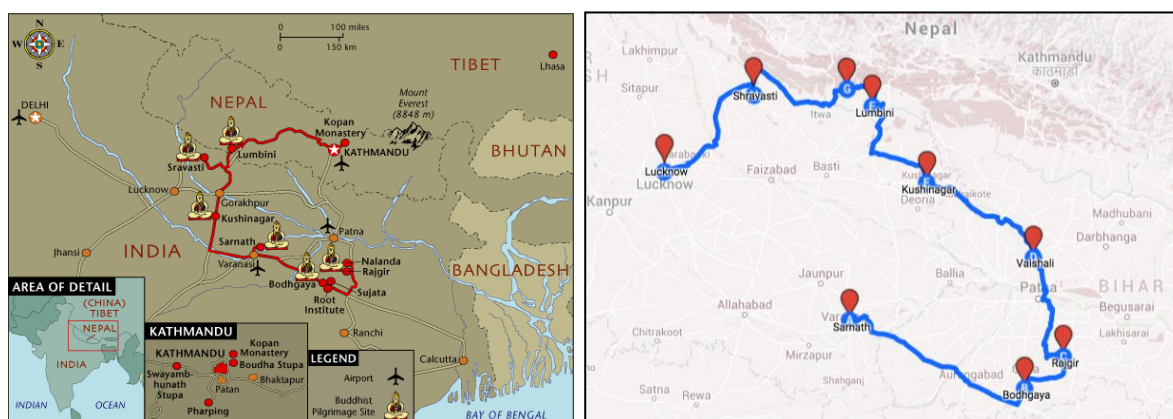 N
W
E
S
0
100 miles
0
150 km
TIBET
Lhasa
DELHI
NEPAL
Mount
Everest
(8848 m)
Kopan
Monastery
KATHMANDU
Lumbini
Sravasti
BHUTAN
Lucknow
Gorakhpur
Kushinagar
INDIA
Sarnath
Patna
Jhansi
Varanasi
Nalanda
Rajgir
Bodhgaya
Sujata
Root
Institute
BANGLADESH
Ranchi
Calcutta
BAY OF BENGAL
AREA OF DETAIL
(CHINA)
TIBET
NEPAL
INDIA
INDIAN
OCEAN
KATHMANDU
Kopan
Monastery
KATHMANDU
Boudha Stupa
Swayamb-
hunath
Stupa
Patan
Bhaktapur
Pharping
LEGEND
Airport
Buddhist
Pilgrimage Site
Nepal
Lakhimpur
Kathmandu
काठमाडौं
Sitapur
Shravasti
G
Itwa
Lumbini
Lucknow
Lucknow
Faizabad
Basti
Kanpur
Kushinagar
Deoria
Madhubani
Darbhanga
Vaishali
Jaunpur
Ballia
Patna
BIHAR
Allahabad
Begusarai
A
Sarnath
Chitrakoot
Mirzapur
Lakhisarai
Rajgir
Shahganj
Aurangabad
Bodhgaya
Satna
Rewa